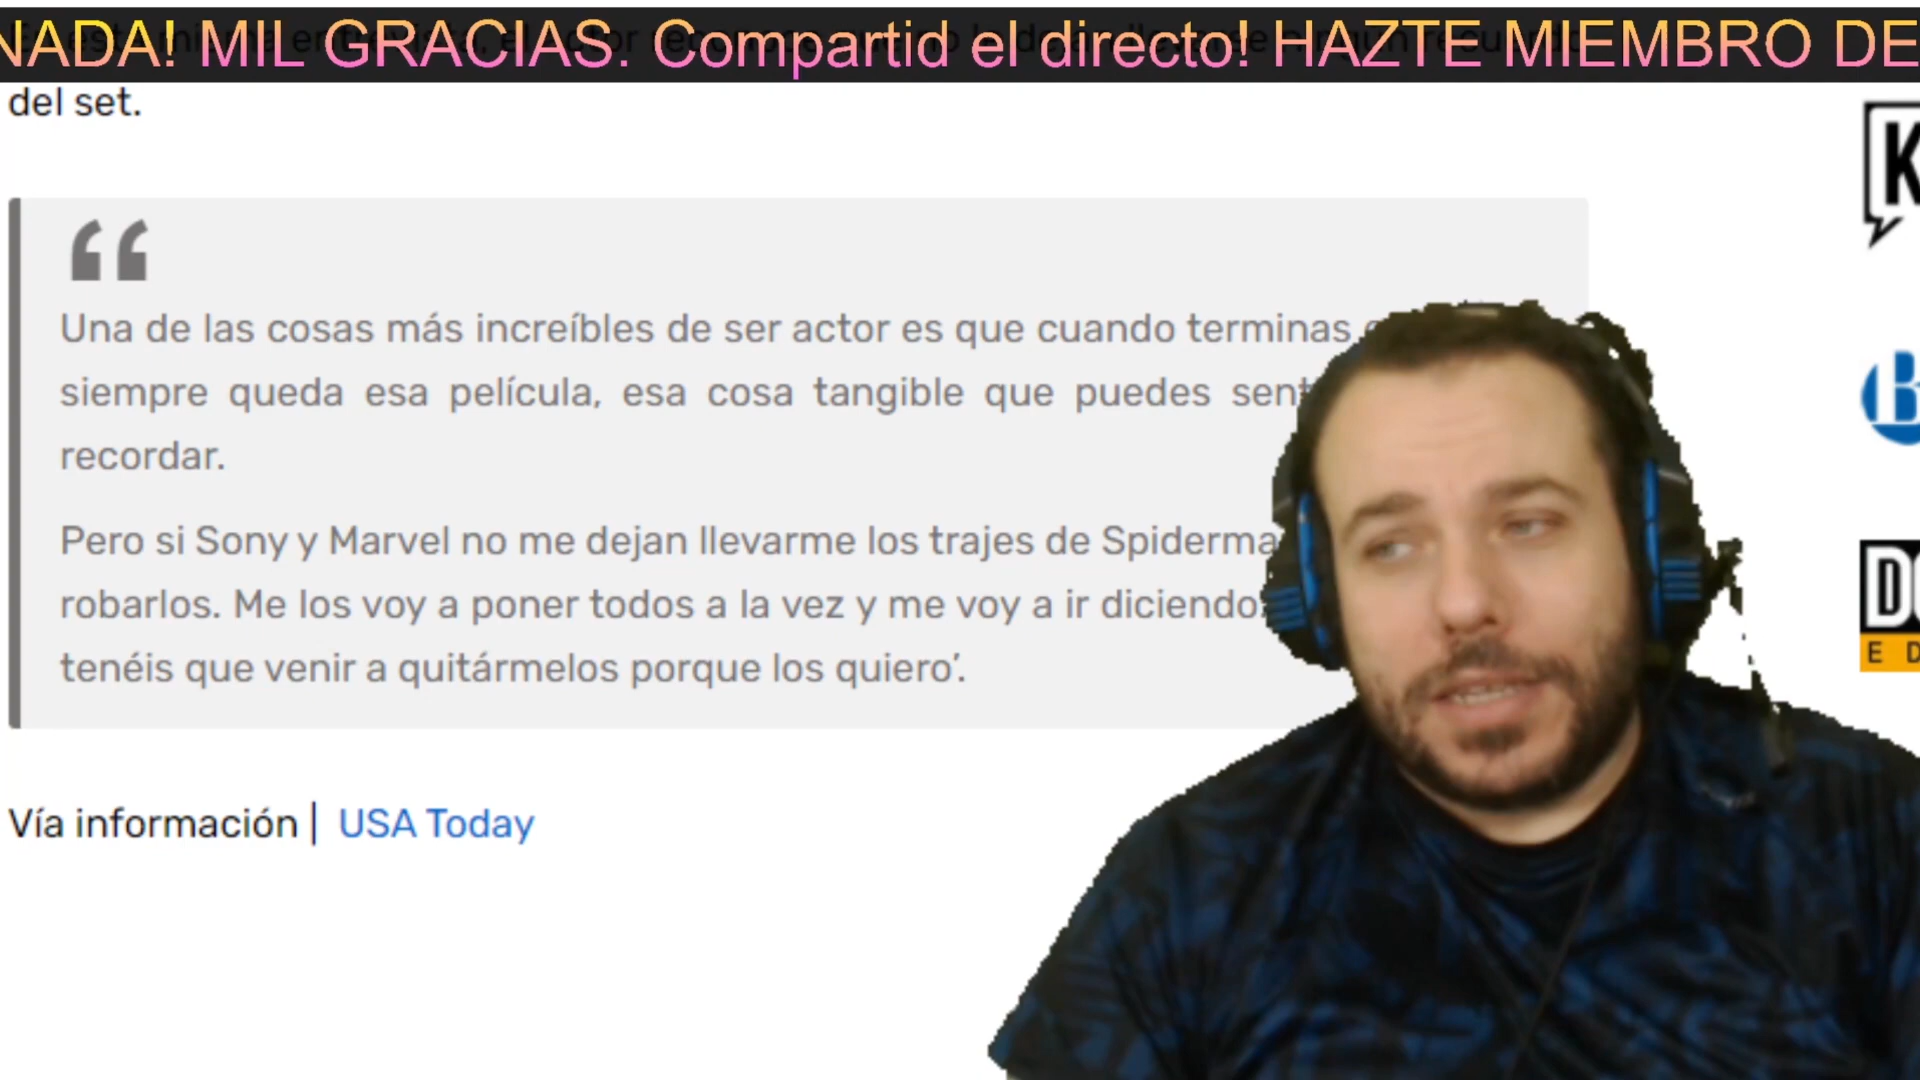 NADA! MIL GRACIAS. Compartid el directo! HAZTE MIEMBRO DE
del set.
Una de las cosas más increíbles de ser actor es que cuando terminas
siempre queda esa película, esa cosa tangible que puedes
recordar.
Pero si Sony y Marvel no me dejan llevarme los trajes de Spiderma
robarlos. Me los voy a poner todos a la vez y me voy a ir diciendo
tenéis que venir a quitármelos porque los quiero’.
Vía información | USA Today